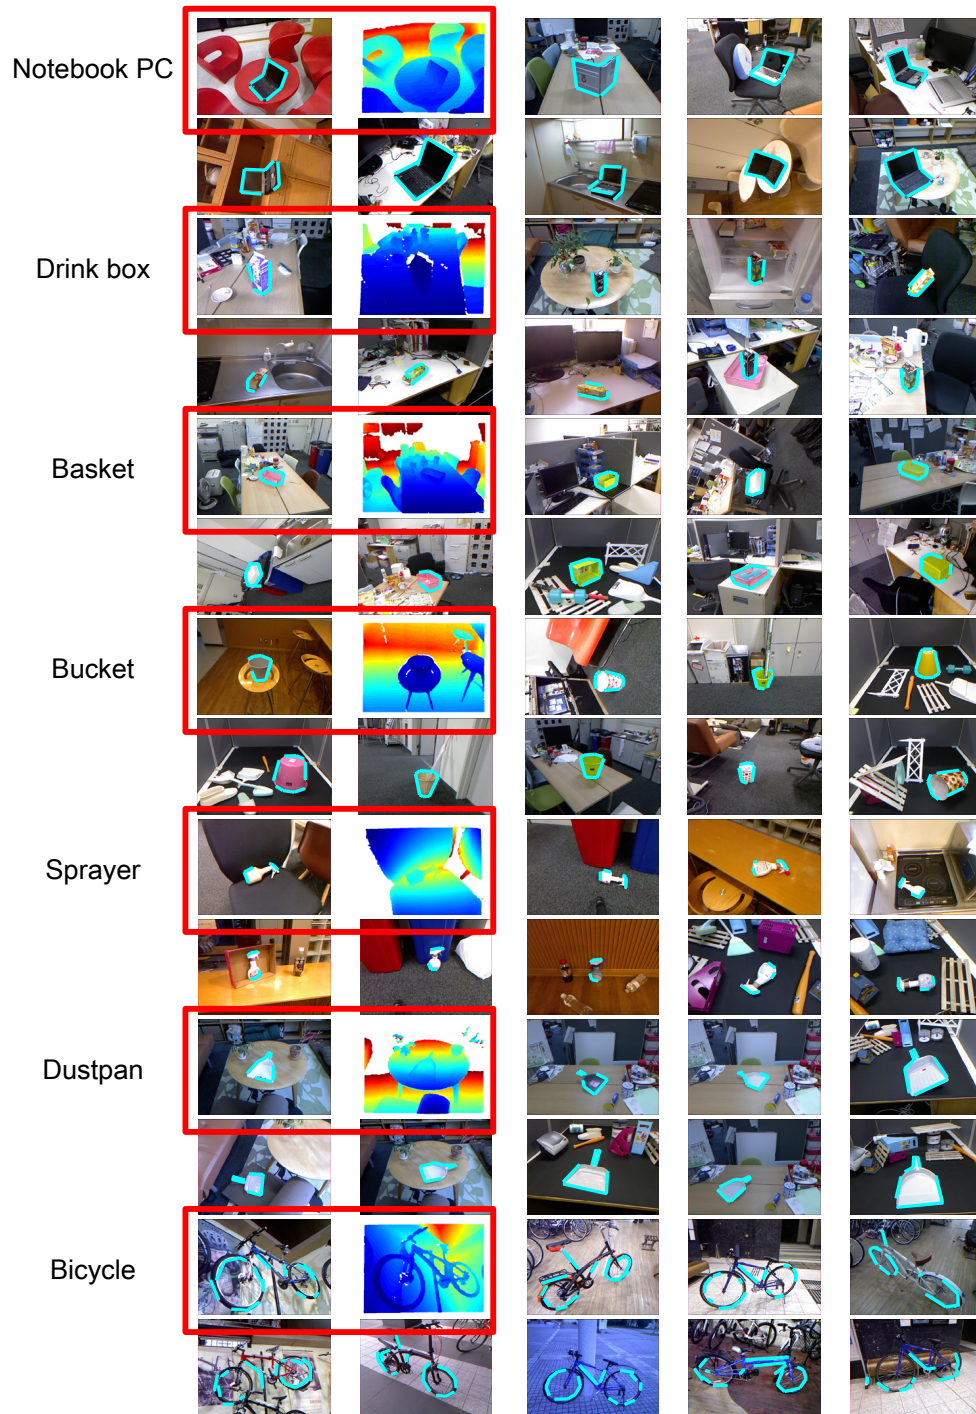 Notebook PC
Drink box
Basket
Bucket
Sprayer
Dustpan
Bicycle